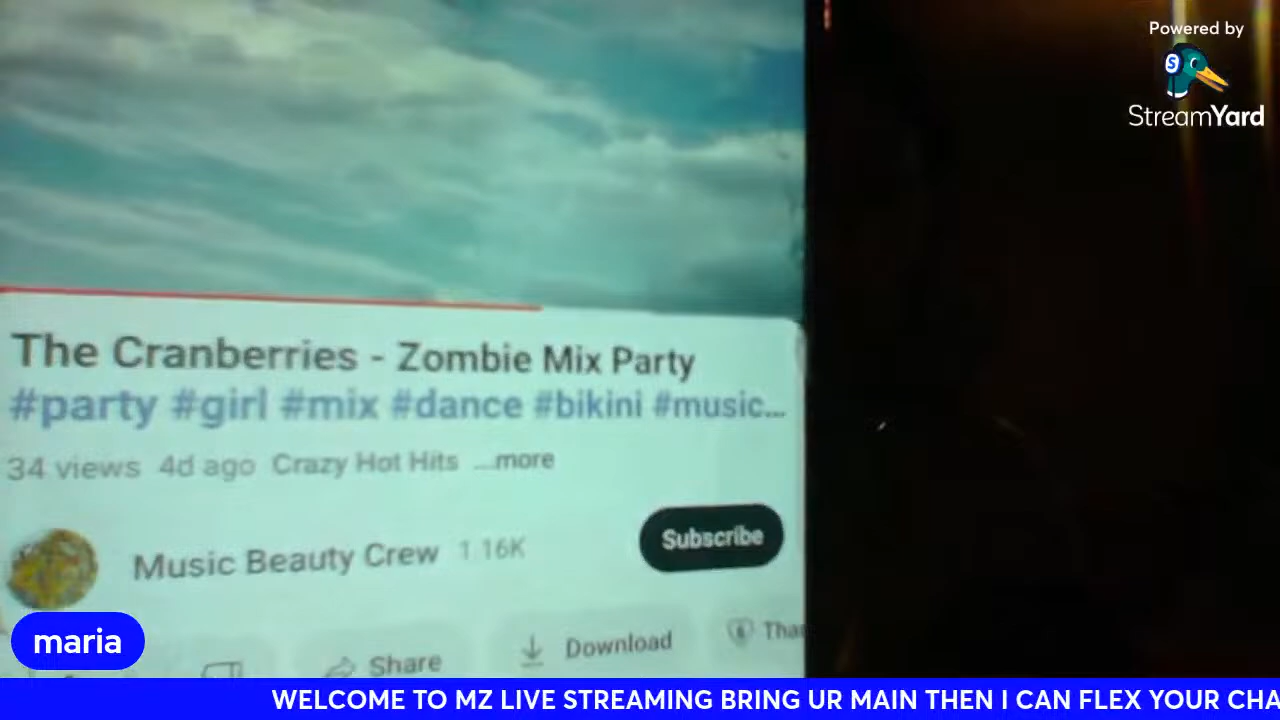 Powered by
StreamYard
The Cranberries - Zombie Mix Party
#party #girl #mix #dance #bikini #music...
34 views 4d ago Crazy Hot Hits ...more
Music Beauty Crew 1.16K
Subscribe
Share
Download
maria
WELCOME TO MZ LIVE STREAMING BRING UR MAIN THEN I CAN FLEX YOUR CHA